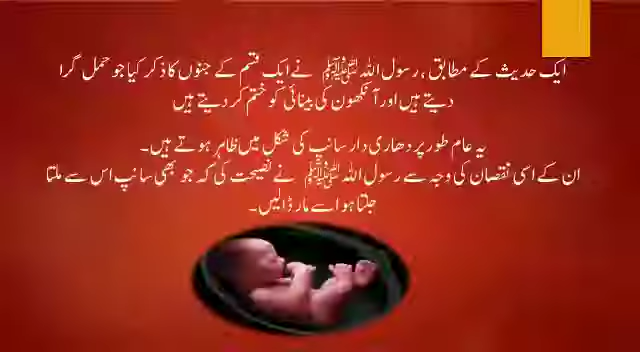 ایک حدیث کے مطابق ، رسول اللہ ﷺ نے ایک قسم کے جنوں کا ذکر کیا جو حمل گرا
دیتے ہیں اور آنکھون کی بینائی کو ختم کر دیتے ہیں
یہ عام طور پر دھاری دار سانپ کی شکل میں ظاہر ہوتے ہیں۔
ان کے اسی نقصان کی وجہ سے رسول اللہ ﷺ نے نصیحت کی کہ جو بھی سانپ اس سے ملتا
جلتا ہو اسے مار ڈالیں۔